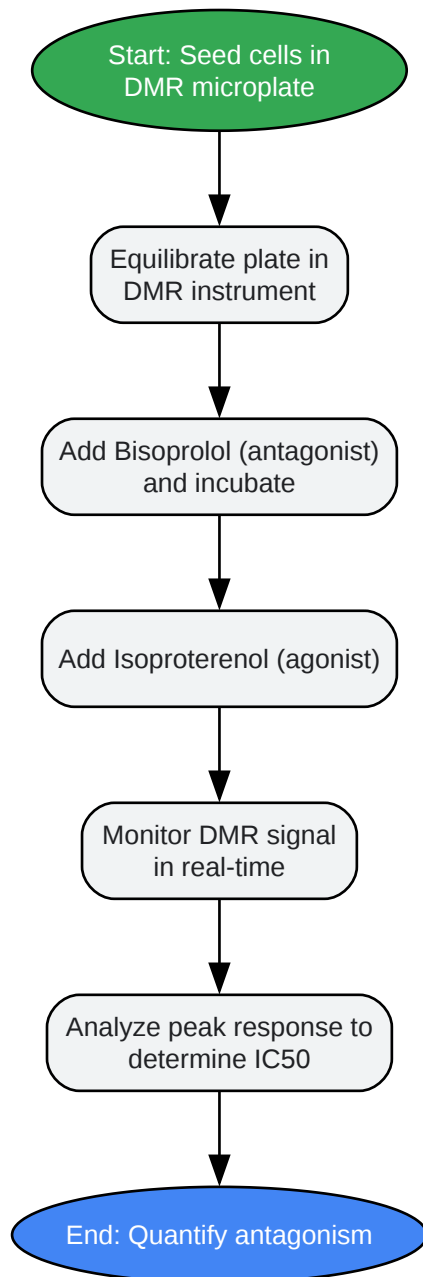 Start: Seed cells in
DMR microplate
Equilibrate plate in
DMR instrument
Add Bisoprolol (antagonist)
and incubate
Add Isoproterenol (agonist)
Monitor DMR signal
in real-time
Analyze peak response to
determine IC50
End: Quantify antagonism